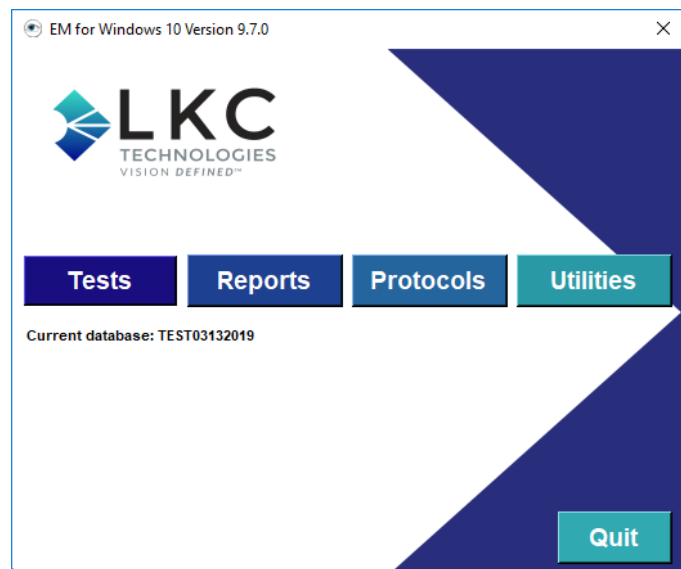 EM for Windows 10 Version 9.7.0
LKC
TECHNOLOGIES
VISION DEFINED™
Tests
Reports
Protocols
Utilities
Current database: TEST03132019
Quit